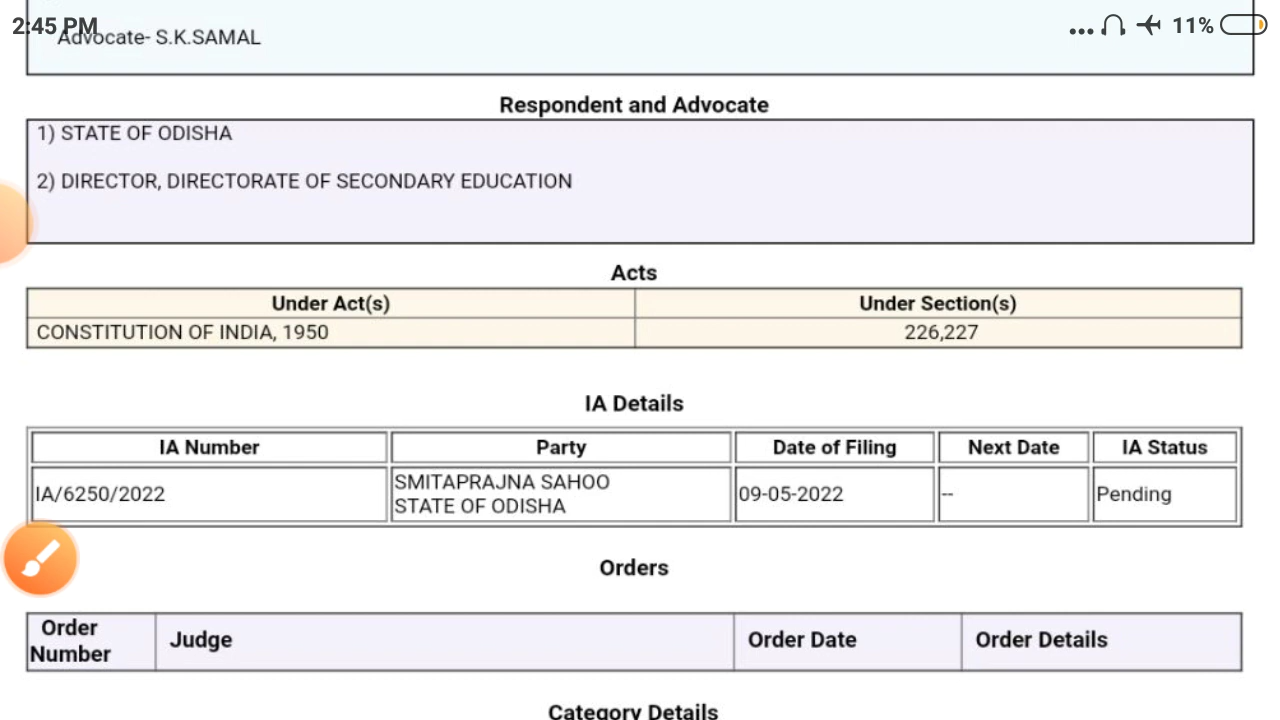 2:45 PM
... 11%
Advocate- S.K.SAMAL
Respondent and Advocate
1) STATE OF ODISHA
2) DIRECTOR, DIRECTORATE OF SECONDARY EDUCATION
Acts
Under Act(s) Under Section(s)
CONSTITUTION OF INDIA, 1950 226,227
IA Details
IA Number Party Date of Filing Next Date IA Status
IA/6250/2022 SMITAPRAJNA SAHOO 09-05-2022 -- Pending
STATE OF ODISHA
Orders
Order Number Judge Order Date Order Details
Category Details